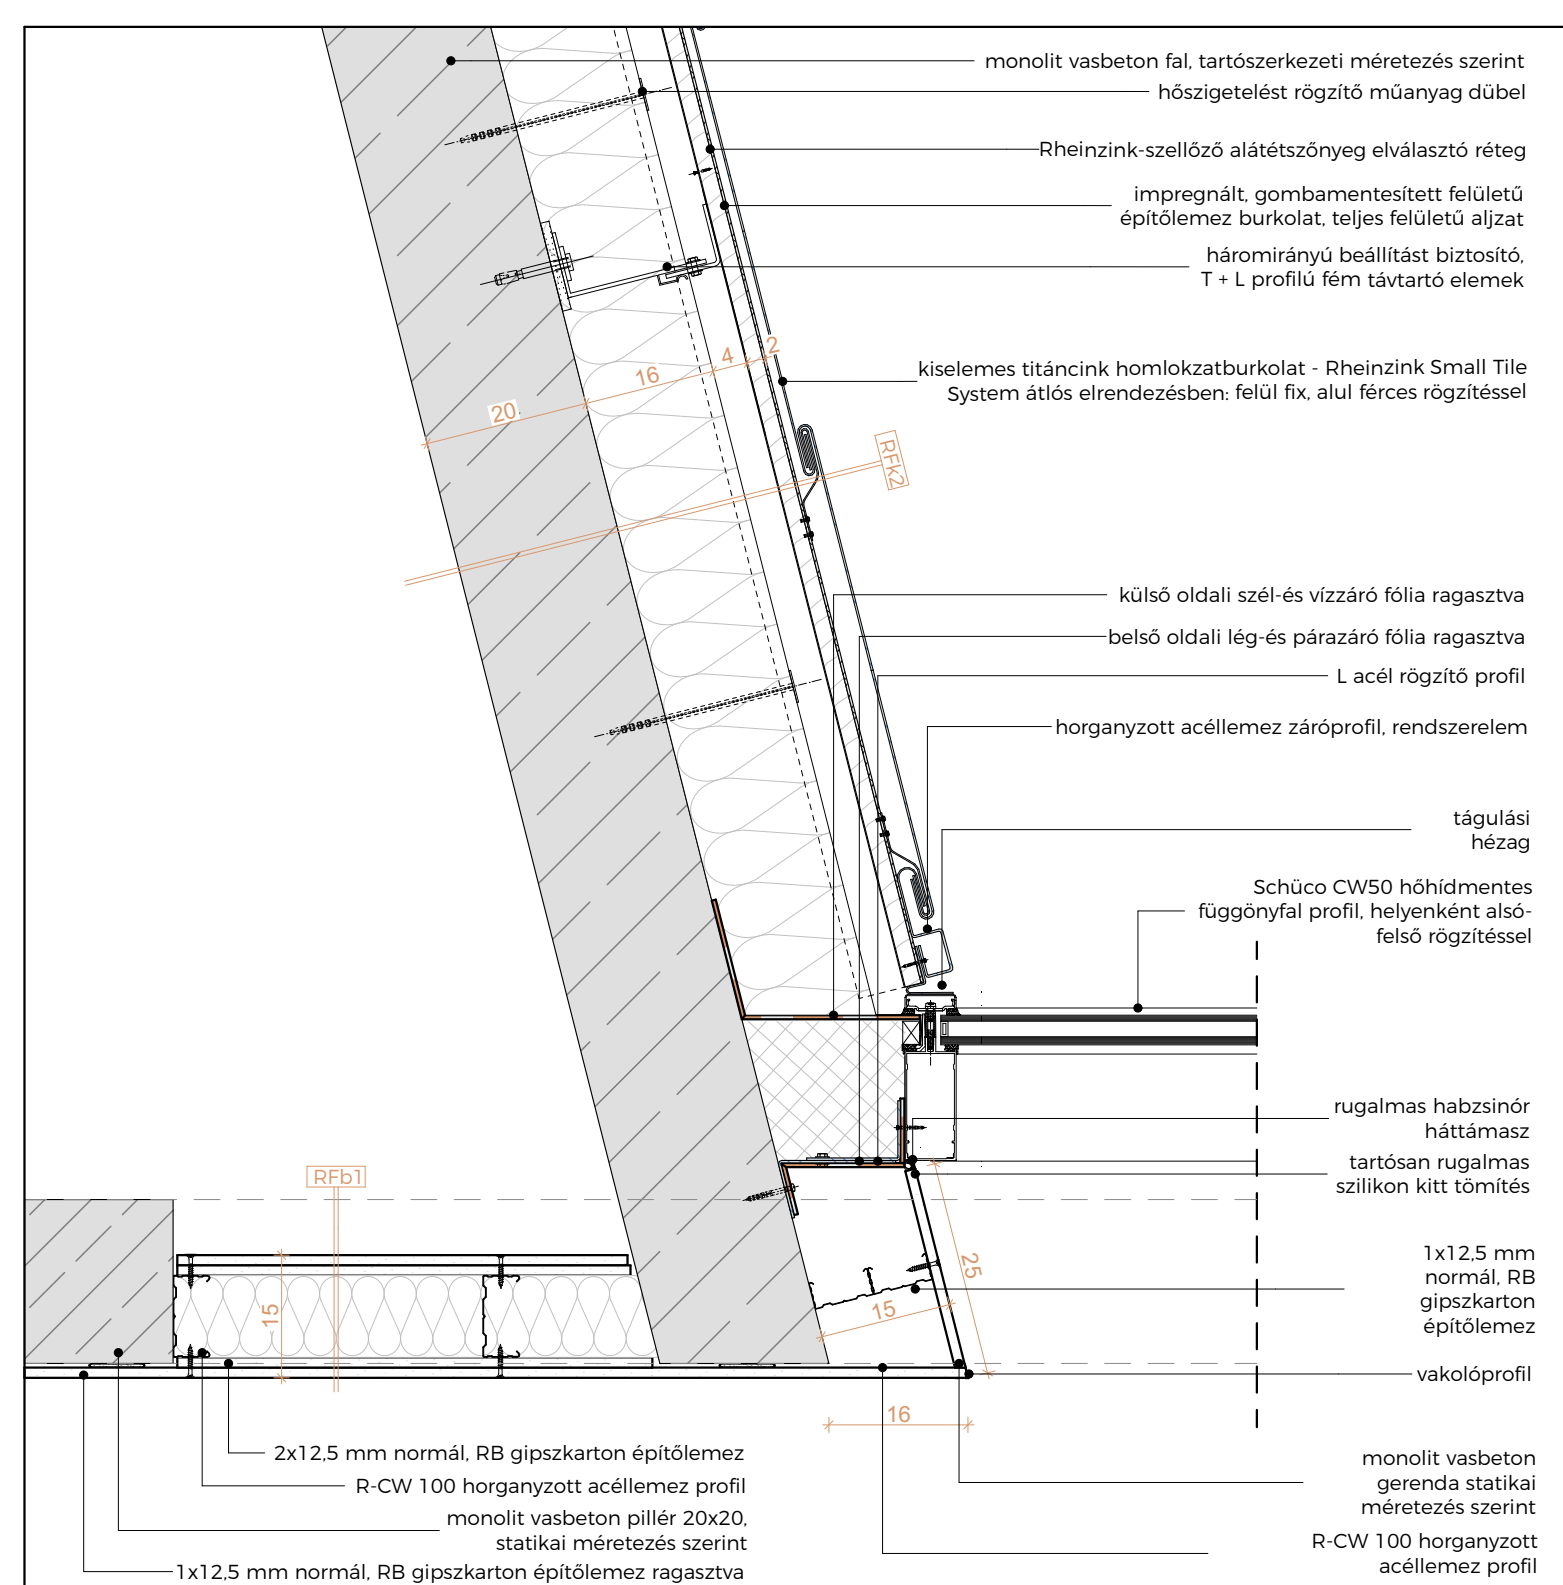 monolit vasbeton fal, tartószerkezeti méretezés szerint
hőszigetelést rögzítő műanyag dübel
Rheinzink-szellőző alátétszőnyeg elválasztó réteg
impregnált, gombamentesített felületű
építőlemez burkolat, teljes felületű aljzat
háromirányú beállítást biztosító,
T + L profilú fém távtartó elemek
kiselemes titáncink homlokzatburkolat - Rheinzink Small Tile
System átlós elrendezésben: felül fix, alul férces rögzítéssel
20
16
4
2
RFk2
külső oldali szél-és vízzáró fólia ragasztva
belső oldali lég-és párazáró fólia ragasztva
L acél rögzítő profil
horganyzott acéllemez záróprofil, rendszerelem
tágulási
hézag
Schüco CW50 hőhídmentes
függönyfal profil, helyenként alsó-
felső rögzítéssel
rugalmas habzsinór
háttámasz
tartósan rugalmas
szilikon kitt tömítés
1x12,5 mm
normál, RB
gipszkarton
építőlemez
vakolóprofil
RFb1
15
25
15
16
2x12,5 mm normál, RB gipszkarton építőlemez
R-CW 100 horganyzott acéllemez profil
monolit vasbeton pillér 20x20,
statikai méretezés szerint
1x12,5 mm normál, RB gipszkarton építőlemez ragasztva
monolit vasbeton
gerenda statikai
méretezés szerint
R-CW 100 horganyzott
acéllemez profil